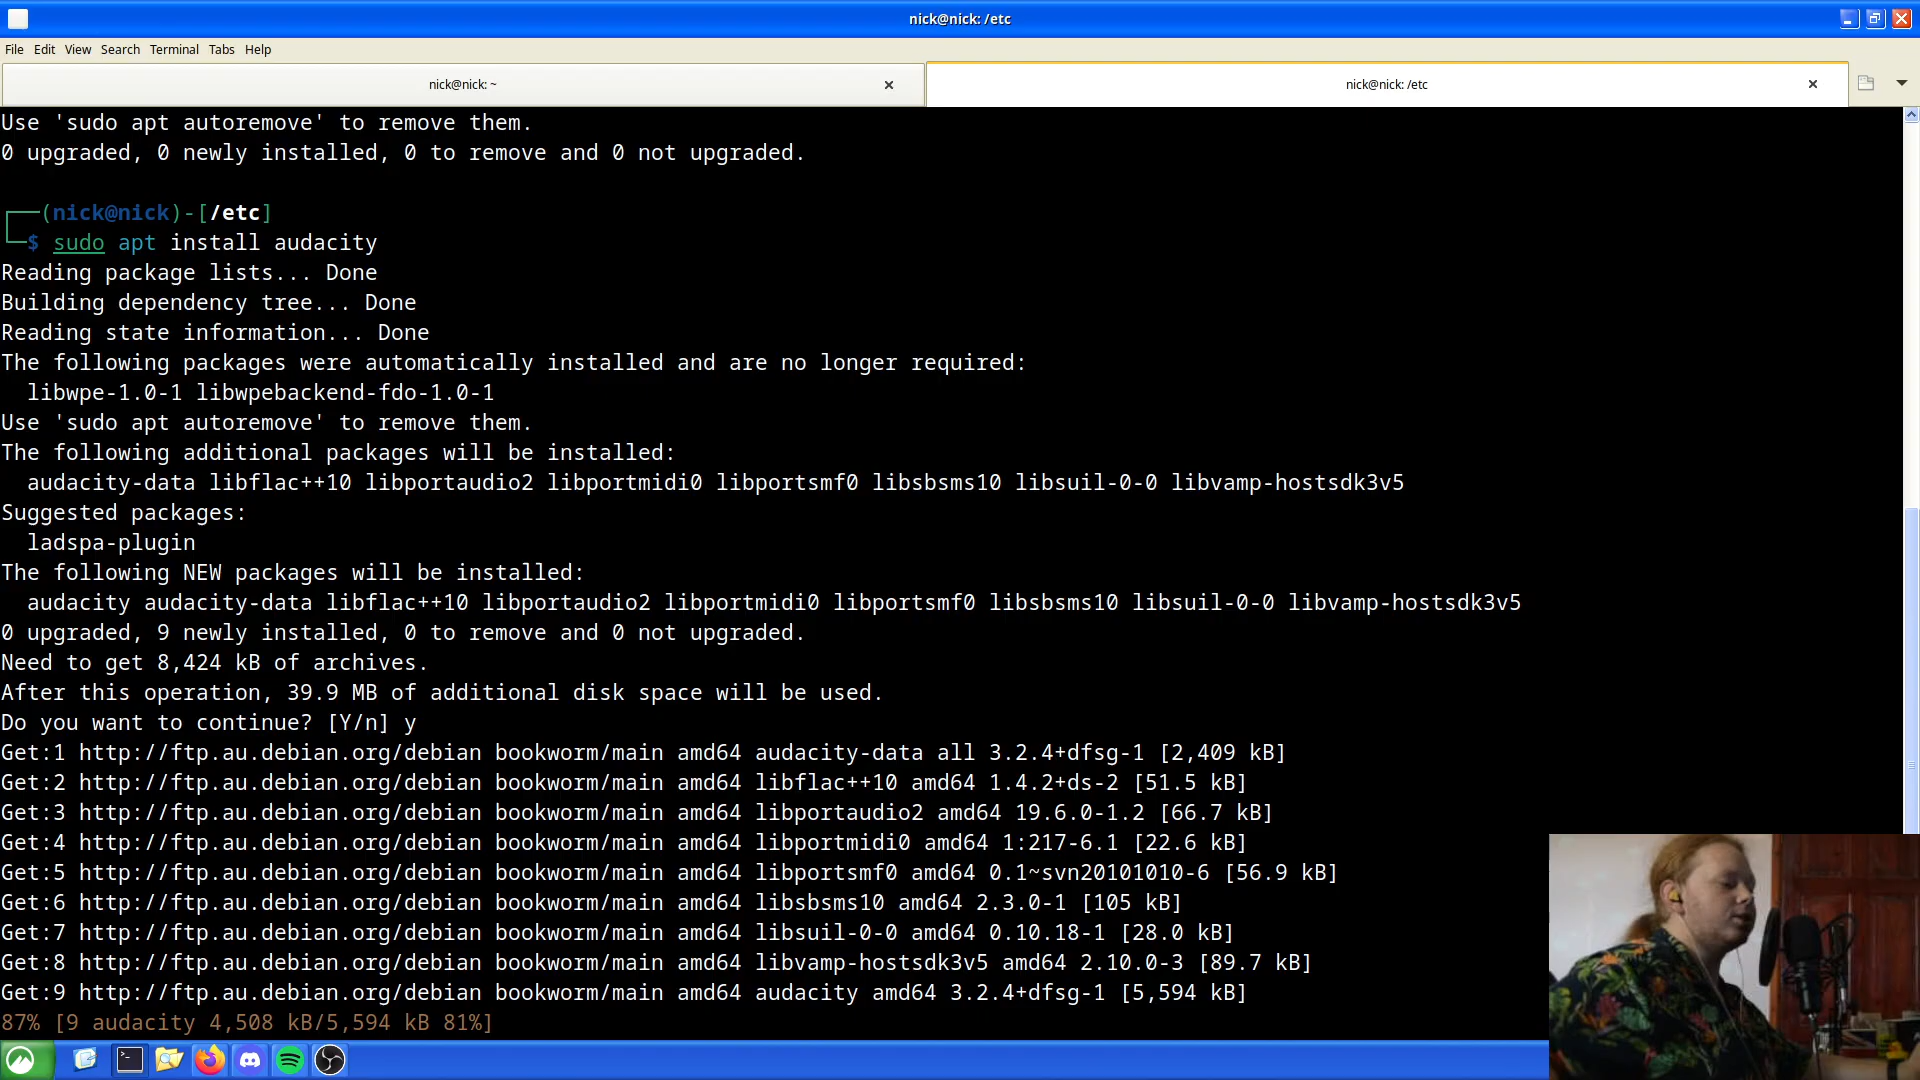 nick@nick: /etc
File Edit View Search Terminal Tabs Help
nick@nick: ~
nick@nick: /etc
Use 'sudo apt autoremove' to remove them.
0 upgraded, 0 newly installed, 0 to remove and 0 not upgraded.
(nick@nick)-[/etc]
$ sudo apt install audacity
Reading package lists... Done
Building dependency tree... Done
Reading state information... Done
The following packages were automatically installed and are no longer required:
libwpe-1.0-1 libwpebackend-fdo-1.0-1
Use 'sudo apt autoremove' to remove them.
The following additional packages will be installed:
audacity-data libflac++10 libportaudio2 libportmidi0 libportsmf0 libsbsms10 libsuil-0-0 libvamp-hostsdk3v5
Suggested packages:
ladspa-plugin
The following NEW packages will be installed:
audacity audacity-data libflac++10 libportaudio2 libportmidi0 libportsmf0 libsbsms10 libsuil-0-0 libvamp-hostsdk3v5
0 upgraded, 9 newly installed, 0 to remove and 0 not upgraded.
Need to get 8,424 kB of archives.
After this operation, 39.9 MB of additional disk space will be used.
Do you want to continue? [Y/n] y
Get:1 http://ftp.au.debian.org/debian bookworm/main amd64 audacity-data all 3.2.4+dfsg-1 [2,409 kB]
Get:2 http://ftp.au.debian.org/debian bookworm/main amd64 libflac++10 amd64 1.4.2+ds-2 [51.5 kB]
Get:3 http://ftp.au.debian.org/debian bookworm/main amd64 libportaudio2 amd64 19.6.0-1.2 [66.7 kB]
Get:4 http://ftp.au.debian.org/debian bookworm/main amd64 libportmidi0 amd64 1:217-6.1 [22.6 kB]
Get:5 http://ftp.au.debian.org/debian bookworm/main amd64 libportsmf0 amd64 0.1~svn20101010-6 [56.9 kB]
Get:6 http://ftp.au.debian.org/debian bookworm/main amd64 libsbsms10 amd64 2.3.0-1 [105 kB]
Get:7 http://ftp.au.debian.org/debian bookworm/main amd64 libsuil-0-0 amd64 0.10.18-1 [28.0 kB]
Get:8 http://ftp.au.debian.org/debian bookworm/main amd64 libvamp-hostsdk3v5 amd64 2.10.0-3 [89.7 kB]
Get:9 http://ftp.au.debian.org/debian bookworm/main amd64 audacity amd64 3.2.4+dfsg-1 [5,594 kB]
87% [9 audacity 4,508 kB/5,594 kB 81%]